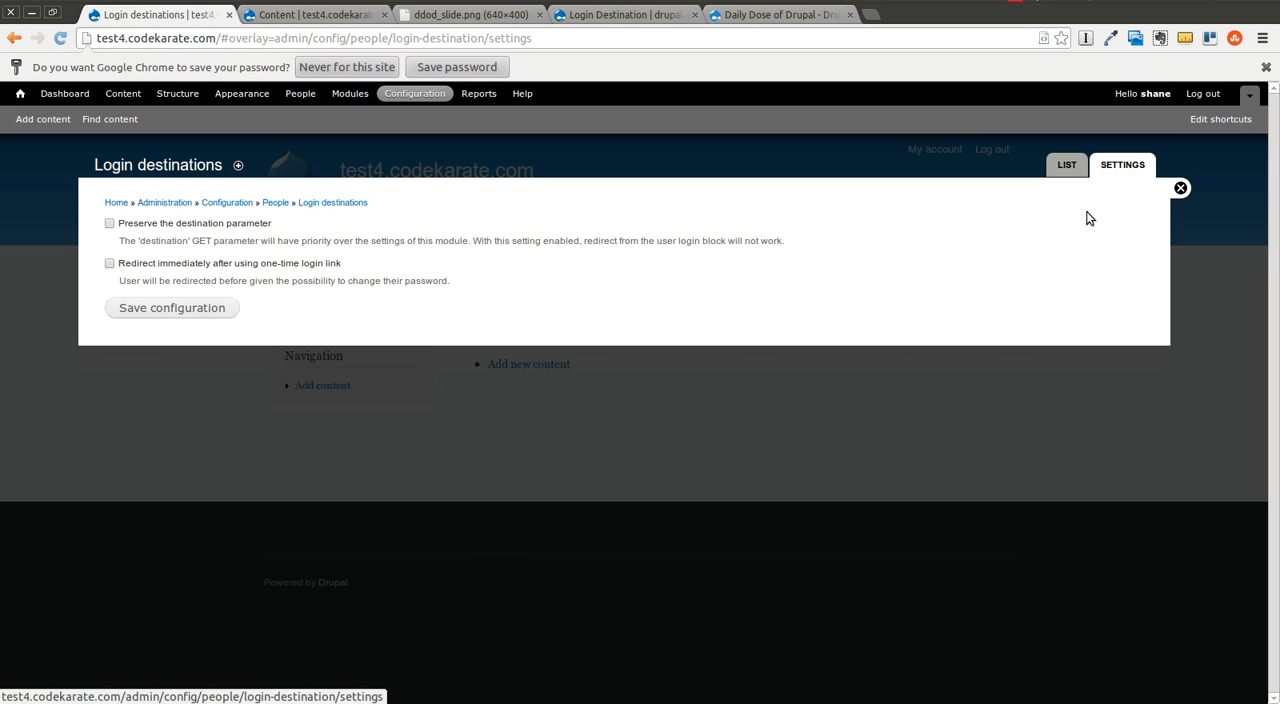 Login destinations | test4.
Content | test4.codekarat
ddod_slide.png (640×400)
Login Destination | drupal
Daily Dose of Drupal - Dru
test4.codekarate.com/#overlay=admin/config/people/login-destination/settings
Do you want Google Chrome to save your password? Never for this site Save password
Dashboard Content Structure Appearance People Modules Configuration Reports Help Hello shane Log out
Add content Find content Edit shortcuts
My account Log out
Login destinations
test4.codekarate.com
LIST SETTINGS
Home » Administration » Configuration » People » Login destinations
Preserve the destination parameter
The 'destination' GET parameter will have priority over the settings of this module. With this setting enabled, redirect from the user login block will not work.
Redirect immediately after using one-time login link
User will be redirected before given the possibility to change their password.
Save configuration
Navigation
Add new content
Add content
Powered by Drupal
test4.codekarate.com/admin/config/people/login-destination/settings